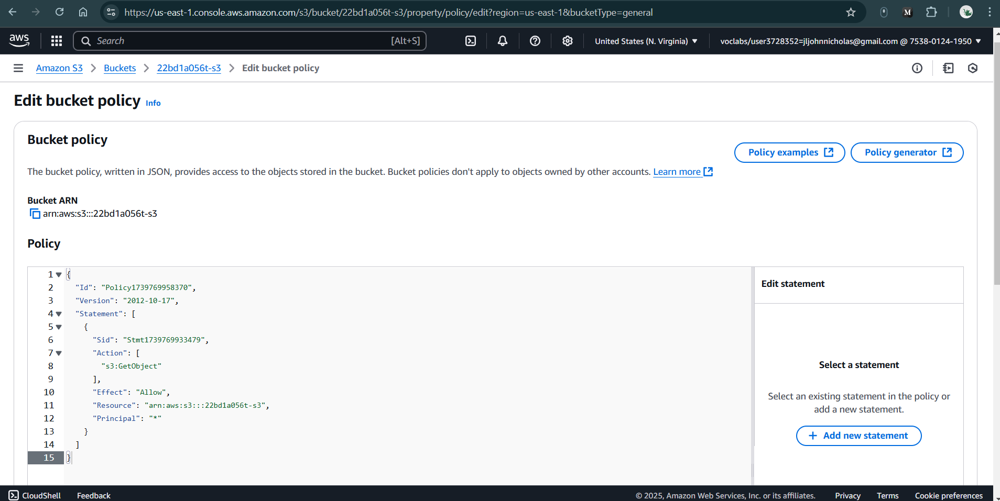 https://us-east-1.console.aws.amazon.com/s3/bucket/22bd1a056t-s3/property/policy/edit?region=us-east-1&bucketType=general
M
aws
Search [Alt+S]
United States (N. Virginia)
voclabs/user3728352=jljohnnicholas@gmail.com @ 7538-0124-1950
Amazon S3 > Buckets > 22bd1a056t-s3 > Edit bucket policy
Edit bucket policy Info
Bucket policy
Policy examples
Policy generator
The bucket policy, written in JSON, provides access to the objects stored in the bucket. Bucket policies don't apply to objects owned by other accounts. Learn more
Bucket ARN
arn:aws:s3:::22bd1a056t-s3
Policy
1 {
2 "Id": "Policy1739769958370",
3 "Version": "2012-10-17",
4 "Statement": [
5 {
6 "Sid": "Stmt1739769933479",
7 "Action": [
8 "s3:GetObject"
9 ],
10 "Effect": "Allow",
11 "Resource": "arn:aws:s3:::22bd1a056t-s3",
12 "Principal": "*"
13 }
14 ]
15 }
Edit statement
Select a statement
Select an existing statement in the policy or
add a new statement.
+ Add new statement
CloudShell Feedback
© 2025, Amazon Web Services, Inc. or its affiliates. Privacy Terms Cookie preferences